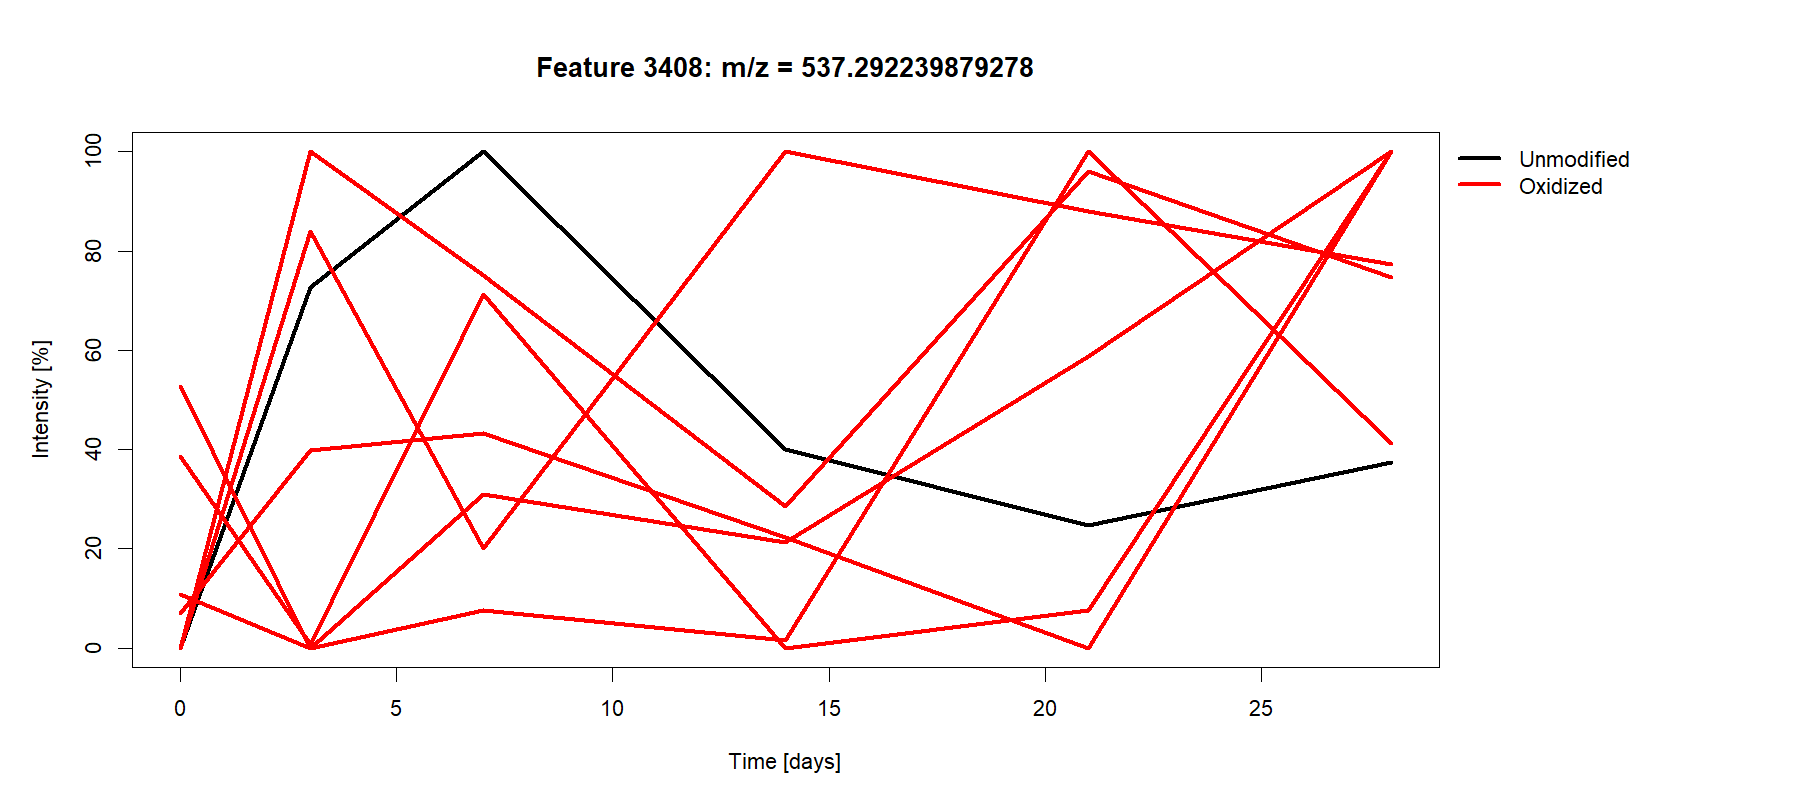 Feature 3408: m/z = 537.292239879278
Unmodified
Oxidized
Intensity [%]
100
80
60
40
20
0
0 5 10 15 20 25
Time [days]